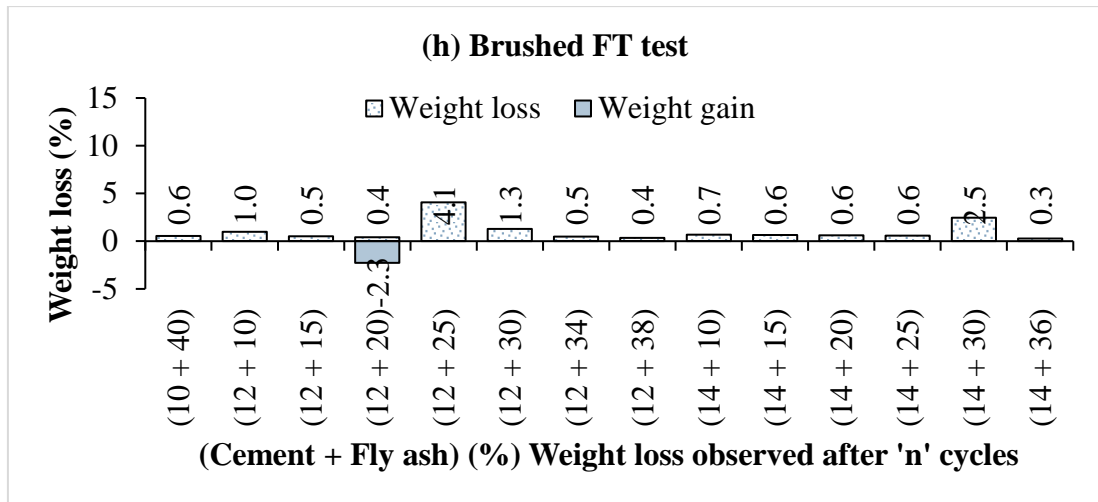 (h) Brushed FT test
15
10
5
0
-5
Weight loss (%)
Weight loss
Weight gain
0.6
1.0
0.5
0.4
-2.3
4.1
1.3
0.5
0.4
0.7
0.6
0.6
0.6
2.5
0.3
(10 + 40)
(12 + 10)
(12 + 15)
(12 + 20)
(12 + 25)
(12 + 30)
(12 + 34)
(12 + 38)
(14 + 10)
(14 + 15)
(14 + 20)
(14 + 25)
(14 + 30)
(14 + 36)
(Cement + Fly ash) (%) Weight loss observed after 'n' cycles